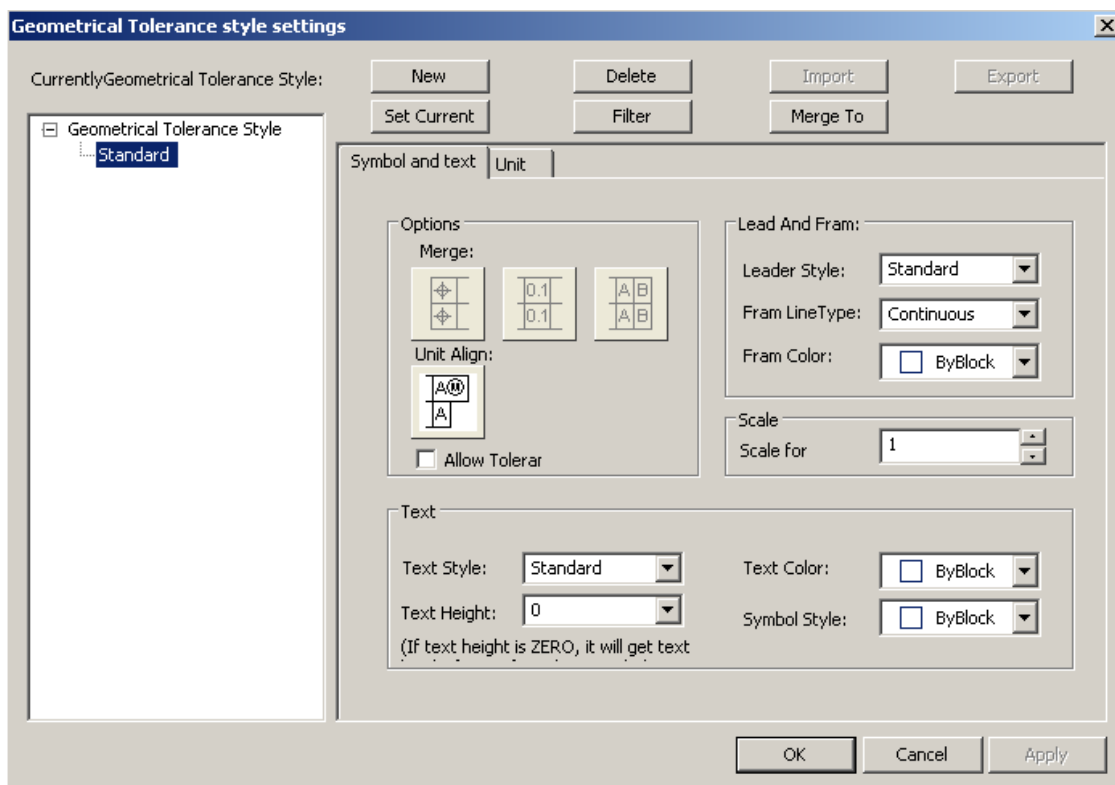 Geometrical Tolerance style settings
CurrentlyGeometrical Tolerance Style:
New
Delete
Import
Export
Set Current
Filter
Merge To
Geometrical Tolerance Style
Standard
Symbol and text
Unit
Options
Merge:
0.1
0.1
A B
A B
Unit Align:
A Ⓜ
A
Allow Tolerar
Lead And Fram:
Leader Style:
Standard
Fram LineType:
Continuous
Fram Color:
ByBlock
Scale
Scale for
1
Text
Text Style:
Standard
Text Height:
0
(If text height is ZERO, it will get text
Text Color:
ByBlock
Symbol Style:
ByBlock
OK
Cancel
Apply